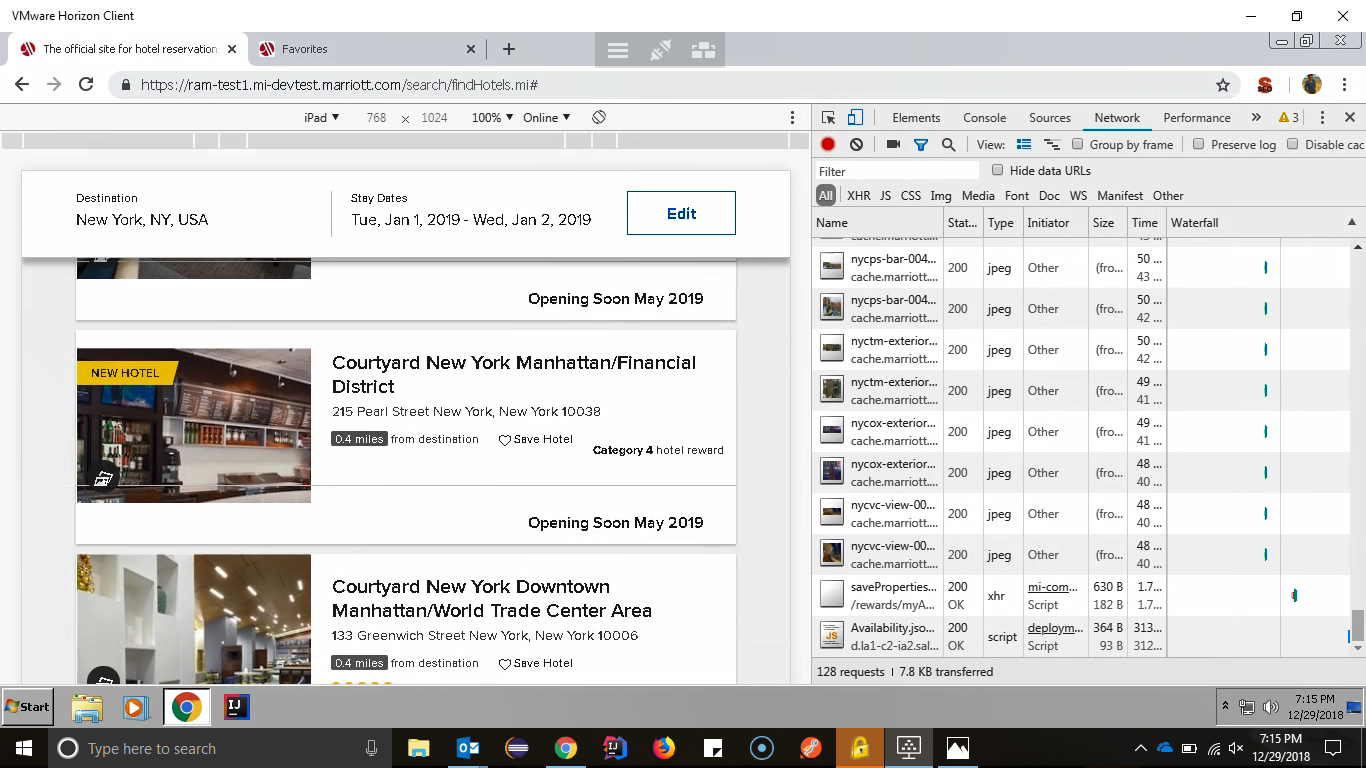 VMware Horizon Client
The official site for hotel reservation
Favorites
https://ram-test1.mi-devtest.marriott.com/search/findHotels.mi#
iPad ▼ 768 × 1024 100% ▼ Online ▼
Elements Console Sources Network Performance » 3
View: Group by frame Preserve log Disable cac
Filter Hide data URLs
All XHR JS CSS Img Media Font Doc WS Manifest Other
Name Stat... Type Initiator Size Time Waterfall
Destination
New York, NY, USA
Stay Dates
Tue, Jan 1, 2019 - Wed, Jan 2, 2019
Edit
Opening Soon May 2019
NEW HOTEL
Courtyard New York Manhattan/Financial
District
215 Pearl Street New York, New York 10038
0.4 miles from destination Save Hotel
Category 4 hotel reward
Opening Soon May 2019
Courtyard New York Downtown
Manhattan/World Trade Center Area
133 Greenwich Street New York, New York 10006
0.4 miles from destination Save Hotel
nycps-bar-004... 200 jpeg Other (fro... 50 ...
cache.marriott.... 43 ...
nycps-bar-004... 200 jpeg Other (fro... 50 ...
cache.marriott.... 42 ...
nyctm-exterior... 200 jpeg Other (fro... 50 ...
cache.marriott.... 42 ...
nyctm-exterior... 200 jpeg Other (fro... 49 ...
cache.marriott.... 41 ...
nycox-exterior... 200 jpeg Other (fro... 49 ...
cache.marriott.... 41 ...
nycox-exterior... 200 jpeg Other (fro... 48 ...
cache.marriott.... 40 ...
nycvc-view-00... 200 jpeg Other (fro... 48 ...
cache.marriott.... 40 ...
nycvc-view-00... 200 jpeg Other (fro... 48 ...
cache.marriott.... 40 ...
saveProperties... 200 xhr mi-com... 630 B 1.7...
/rewards/myA... OK Script 182 B 1.7...
Availability.jso... 200 script deploym... 364 B 313...
d.la1-c2-ia2.sal... OK Script 93 B 312...
128 requests | 7.8 KB transferred
Start
7:15 PM
12/29/2018
Type here to search
7:15 PM
12/29/2018